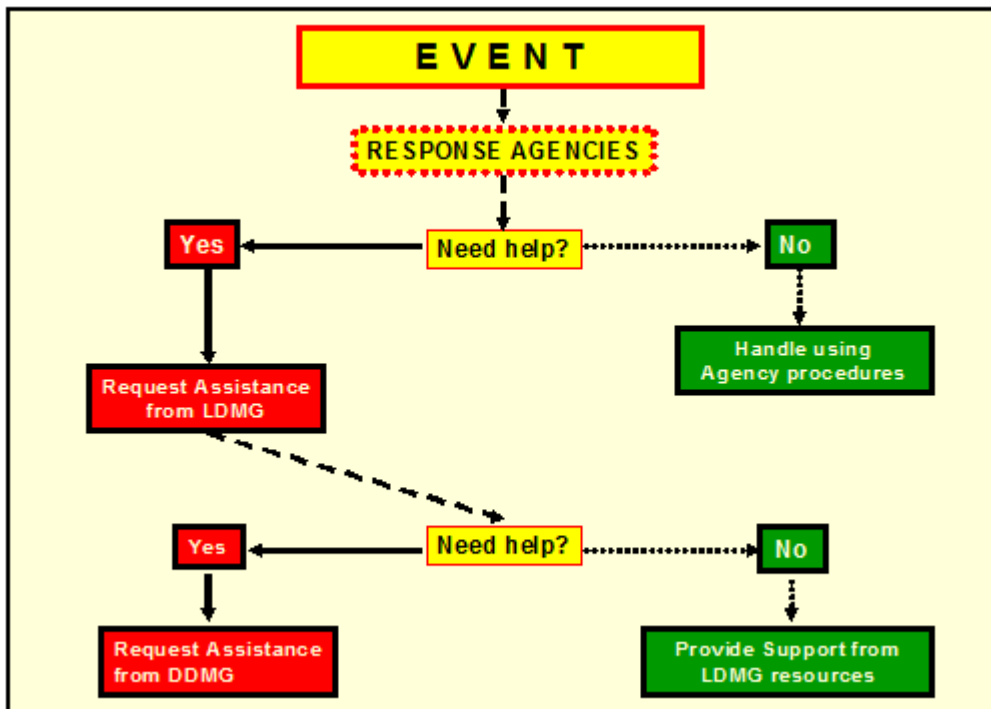 E V E N T
RESPONSE AGENCIES
Yes
Need help?
No
Handle using
Agency procedures
Request Assistance
from LDMG
Yes
Need help?
No
Request Assistance
from DDMG
Provide Support from
LDMG resources